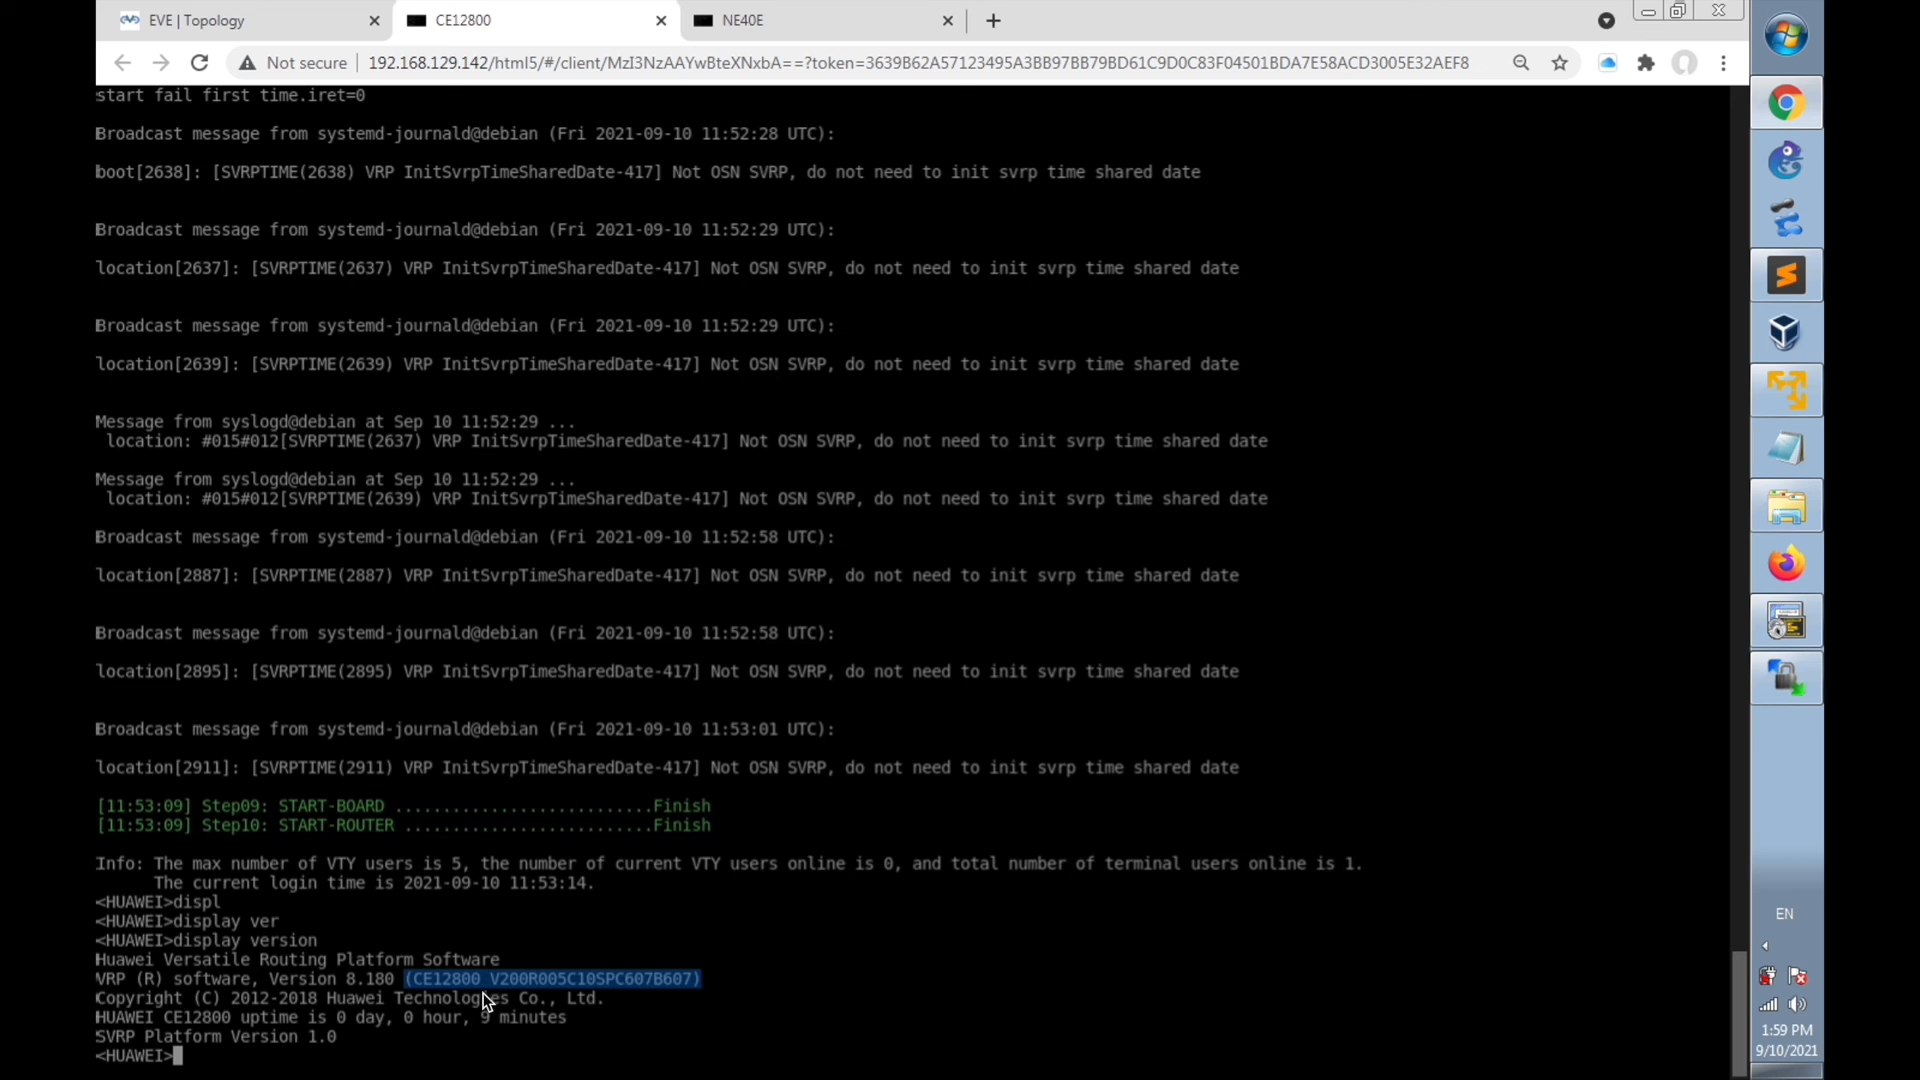 EVE | Topology
CE12800
NE40E
Not secure
192.168.129.142/html5/#/client/MzI3NzAAYwBteXNxbA==?token=3639B62A57123495A3BB97BB79BD61C9D0C83F04501BDA7E58ACD3005E32AEF8
start fail first time.iret=0
Broadcast message from systemd-journald@debian (Fri 2021-09-10 11:52:28 UTC):
boot[2638]: [SVRPTIME(2638) VRP InitSvrpTimeSharedDate-417] Not OSN SVRP, do not need to init svrp time shared date
Broadcast message from systemd-journald@debian (Fri 2021-09-10 11:52:29 UTC):
location[2637]: [SVRPTIME(2637) VRP InitSvrpTimeSharedDate-417] Not OSN SVRP, do not need to init svrp time shared date
Broadcast message from systemd-journald@debian (Fri 2021-09-10 11:52:29 UTC):
location[2639]: [SVRPTIME(2639) VRP InitSvrpTimeSharedDate-417] Not OSN SVRP, do not need to init svrp time shared date
Message from syslogd@debian at Sep 10 11:52:29 ...
location: #015#012[SVRPTIME(2637) VRP InitSvrpTimeSharedDate-417] Not OSN SVRP, do not need to init svrp time shared date
Message from syslogd@debian at Sep 10 11:52:29 ...
location: #015#012[SVRPTIME(2639) VRP InitSvrpTimeSharedDate-417] Not OSN SVRP, do not need to init svrp time shared date
Broadcast message from systemd-journald@debian (Fri 2021-09-10 11:52:58 UTC):
location[2887]: [SVRPTIME(2887) VRP InitSvrpTimeSharedDate-417] Not OSN SVRP, do not need to init svrp time shared date
Broadcast message from systemd-journald@debian (Fri 2021-09-10 11:52:58 UTC):
location[2895]: [SVRPTIME(2895) VRP InitSvrpTimeSharedDate-417] Not OSN SVRP, do not need to init svrp time shared date
Broadcast message from systemd-journald@debian (Fri 2021-09-10 11:53:01 UTC):
location[2911]: [SVRPTIME(2911) VRP InitSvrpTimeSharedDate-417] Not OSN SVRP, do not need to init svrp time shared date
[11:53:09] Step09: START-BOARD ...........................Finish
[11:53:09] Step10: START-ROUTER ..........................Finish
Info: The max number of VTY users is 5, the number of current VTY users online is 0, and total number of terminal users online is 1.
The current login time is 2021-09-10 11:53:14.
<HUAWEI>displ
<HUAWEI>display ver
<HUAWEI>display version
Huawei Versatile Routing Platform Software
VRP (R) software, Version 8.180 (CE12800 V200R005C10SPC607B607)
Copyright (C) 2012-2018 Huawei Technologies Co., Ltd.
HUAWEI CE12800 uptime is 0 day, 0 hour, 9 minutes
SVRP Platform Version 1.0
<HUAWEI>
EN
1:59 PM
9/10/2021